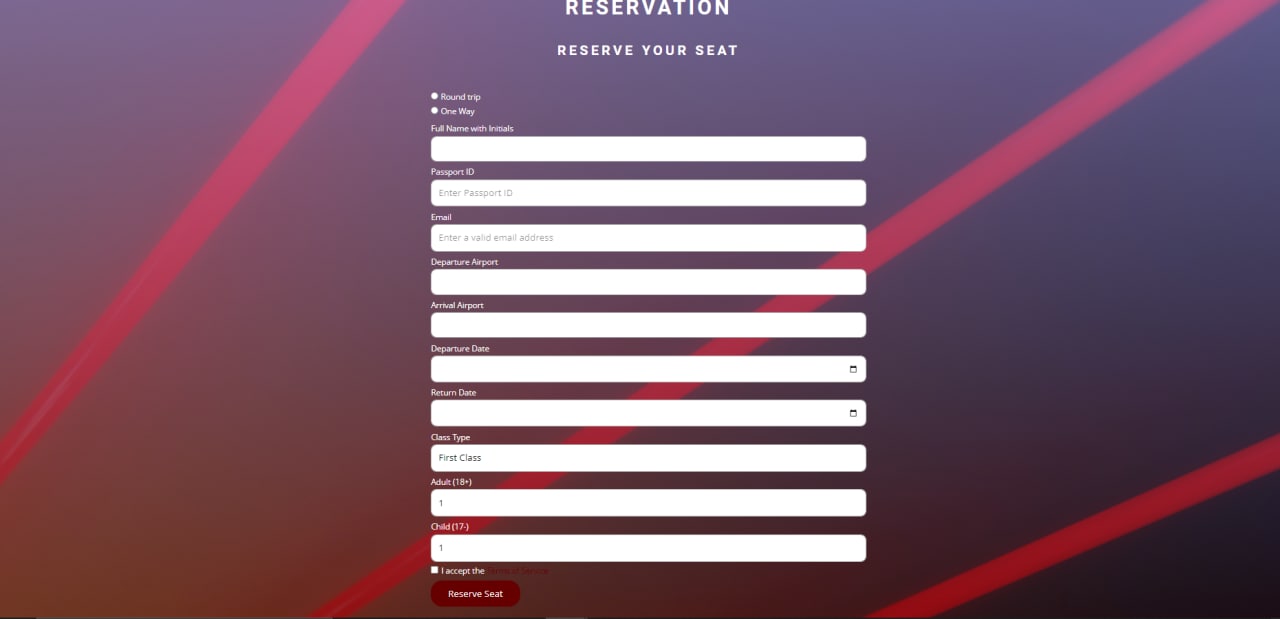 RESERVATION
RESERVE YOUR SEAT
Round trip
One Way
Full Name with Initials
Passport ID
Enter Passport ID
Email
Enter a valid email address
Departure Airport
Arrival Airport
Departure Date
Return Date
Class Type
First Class
Adult (18+)
1
Child (17-)
1
I accept the Terms of Service
Reserve Seat